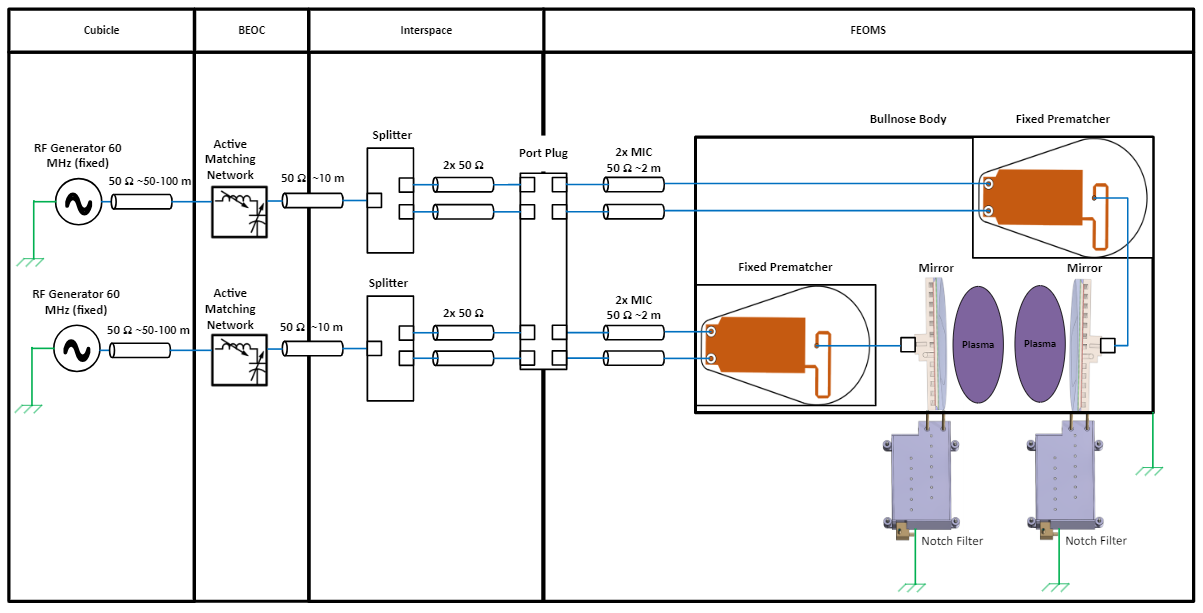 Cubicle
BEOC
Interspace
FEOMS
Bullnose Body
Fixed Prematcher
Splitter
RF Generator 60
MHz (fixed)
Active
Matching
Network
2x 50 Ω
Port Plug
2x MIC
50 Ω ~2 m
50 Ω ~50-100 m
50 Ω ~10 m
Fixed Prematcher
Mirror
Mirror
Splitter
RF Generator 60
MHz (fixed)
Active
Matching
Network
2x 50 Ω
2x MIC
50 Ω ~2 m
50 Ω ~50-100 m
50 Ω ~10 m
Plasma
Plasma
Notch Filter
Notch Filter